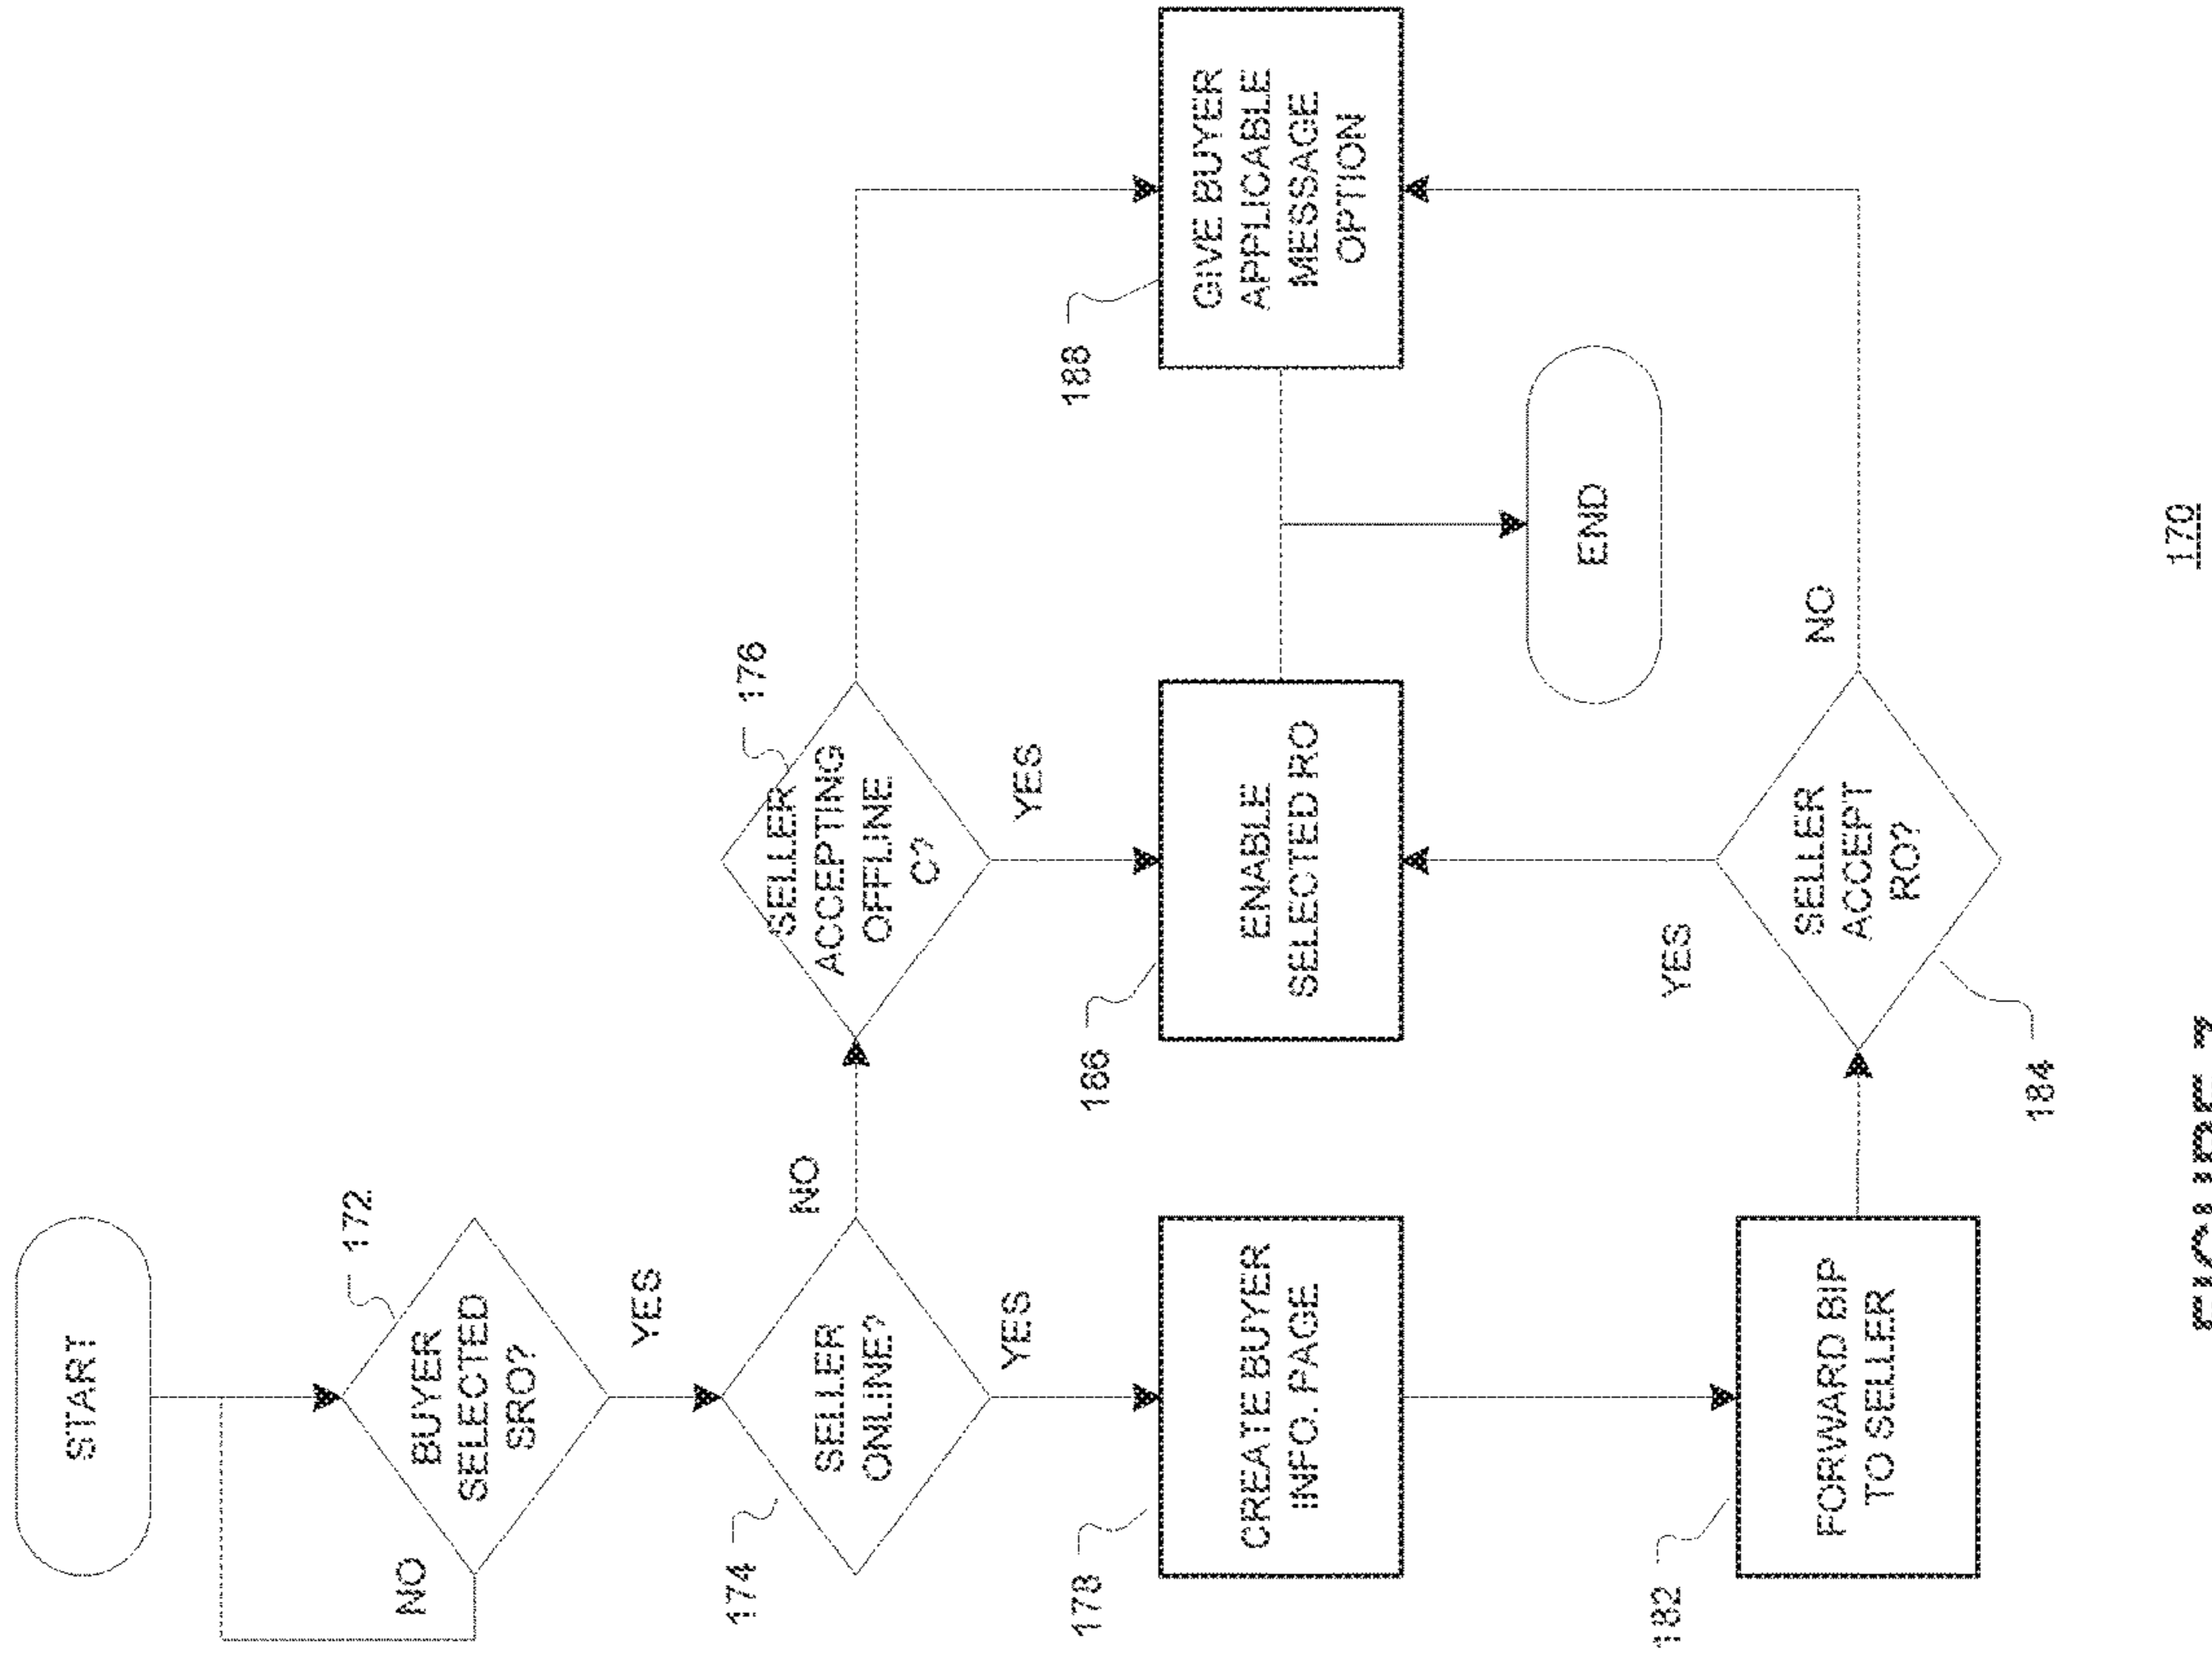 START
172
BUYER
SELECTED
SRO?
NO
YES
174
SELLER
ONLINE?
NO
YES
176
SELLER
ACCEPTING
OFFLINE
C?
YES
178
CREATE BUYER
INFO. PAGE
186
ENABLE
SELECTED RO
188
GIVE BUYER
APPLICABLE
MESSAGE
OPTION
END
182
FORWARD BIP
TO SELLER
184
SELLER
ACCEPT
RO?
YES
NO
170